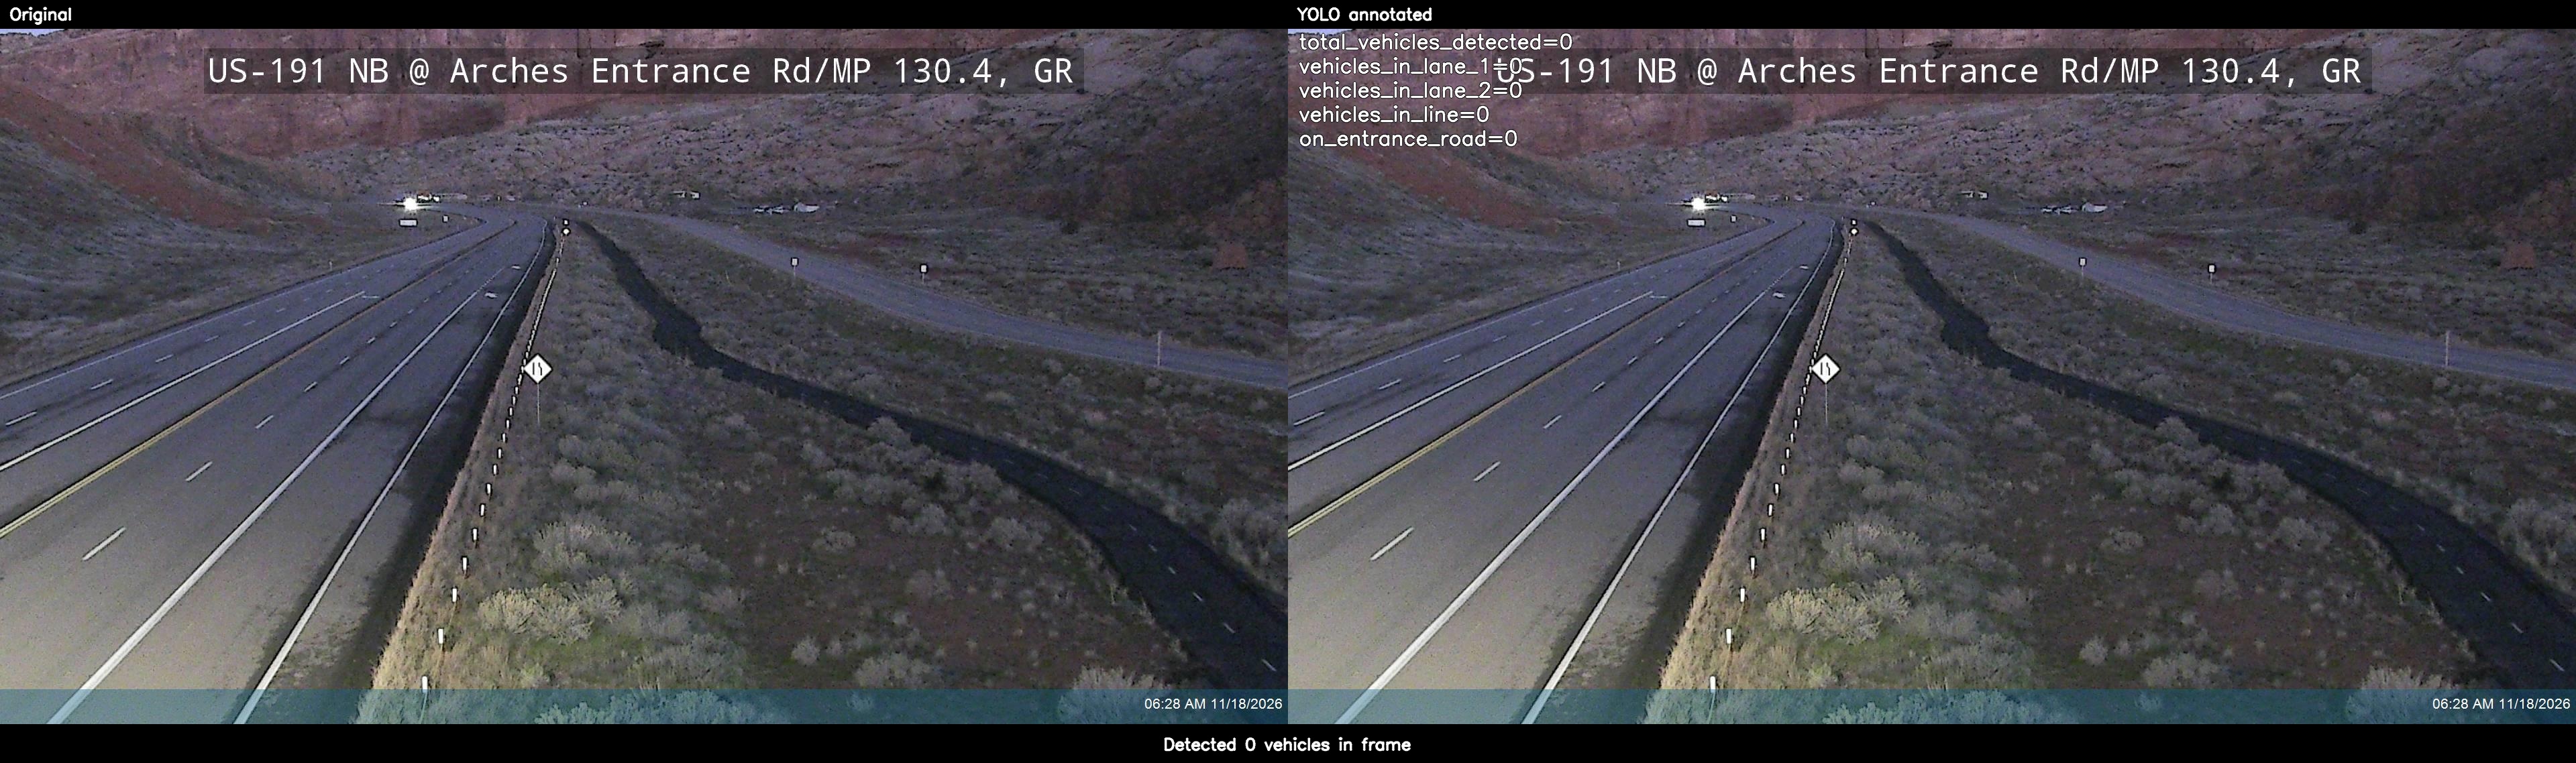 Original
US-191 NB @ Arches Entrance Rd/MP 130.4, GR
06:28 AM 11/18/2026
YOLO annotated
total_vehicles_detected=0
vehicles_in_lane_1=0
US-191 NB @ Arches Entrance Rd/MP 130.4, GR
vehicles_in_lane_2=0
vehicles_in_line=0
on_entrance_road=0
06:28 AM 11/18/2026
Detected 0 vehicles in frame